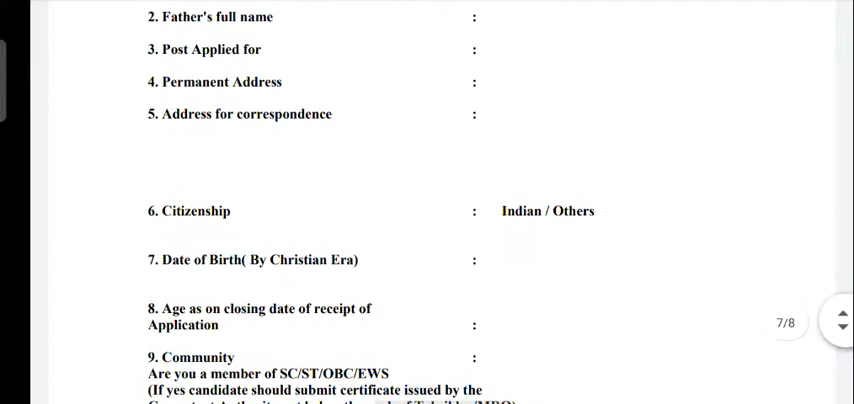 2. Father's full name :
3. Post Applied for :
4. Permanent Address :
5. Address for correspondence :
6. Citizenship : Indian / Others
7. Date of Birth( By Christian Era) :
8. Age as on closing date of receipt of
Application :
7/8
9. Community :
Are you a member of SC/ST/OBC/EWS
(If yes candidate should submit certificate issued by the